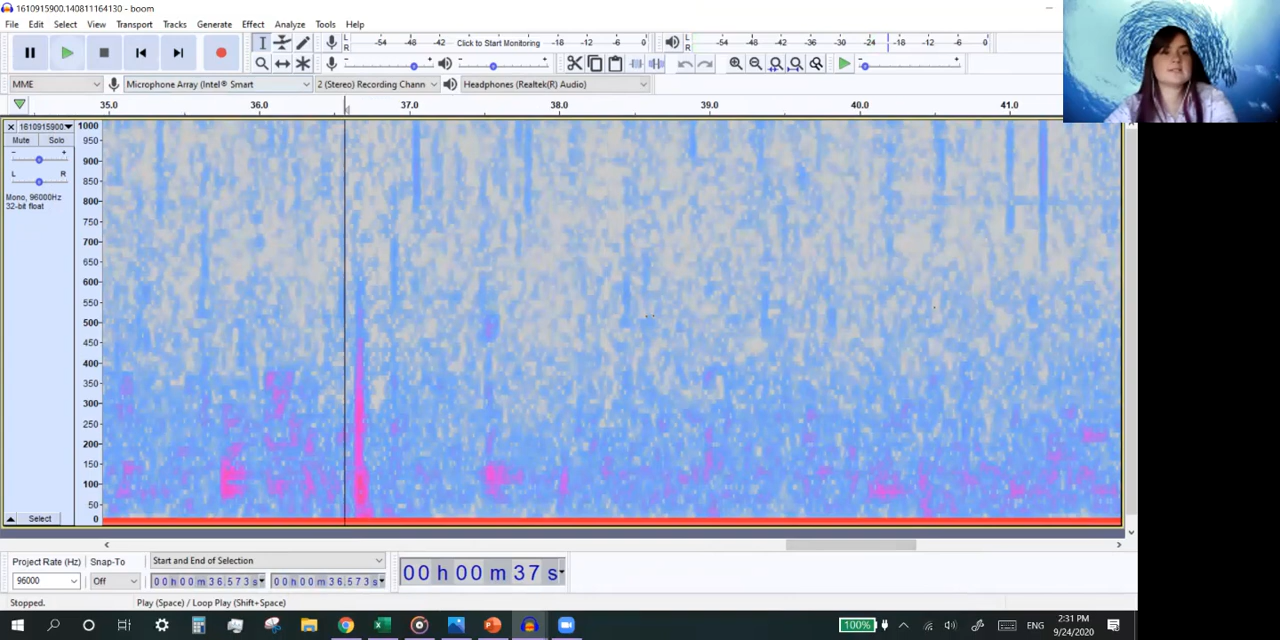 1610915900.140811164130 - boom
File Edit Select View Transport Tracks Generate Effect Analyze Tools Help
L R -54 -48 -42 Click to Start Monitoring -18 -12 -6 0 L R -54 -48 -42 -36 -30 -24 -18 -12 -6 0
MME Microphone Array (Intel® Smart 2 (Stereo) Recording Chann Headphones (Realtek(R) Audio)
35.0 36.0 37.0 38.0 39.0 40.0 41.0
1610915900
Mute Solo
- +
L R
Mono, 96000Hz
32-bit float
Select
1000
950
900
850
800
750
700
650
600
550
500
450
400
350
300
250
200
150
100
50
0
Project Rate (Hz) Snap-To Start and End of Selection
96000 Off 00 h 00 m 36.573 s 00 h 00 m 36.573 s
00 h 00 m 37 s
Stopped. Play (Space) / Loop Play (Shift+Space)
100% ENG 2:31 PM
9/24/2020